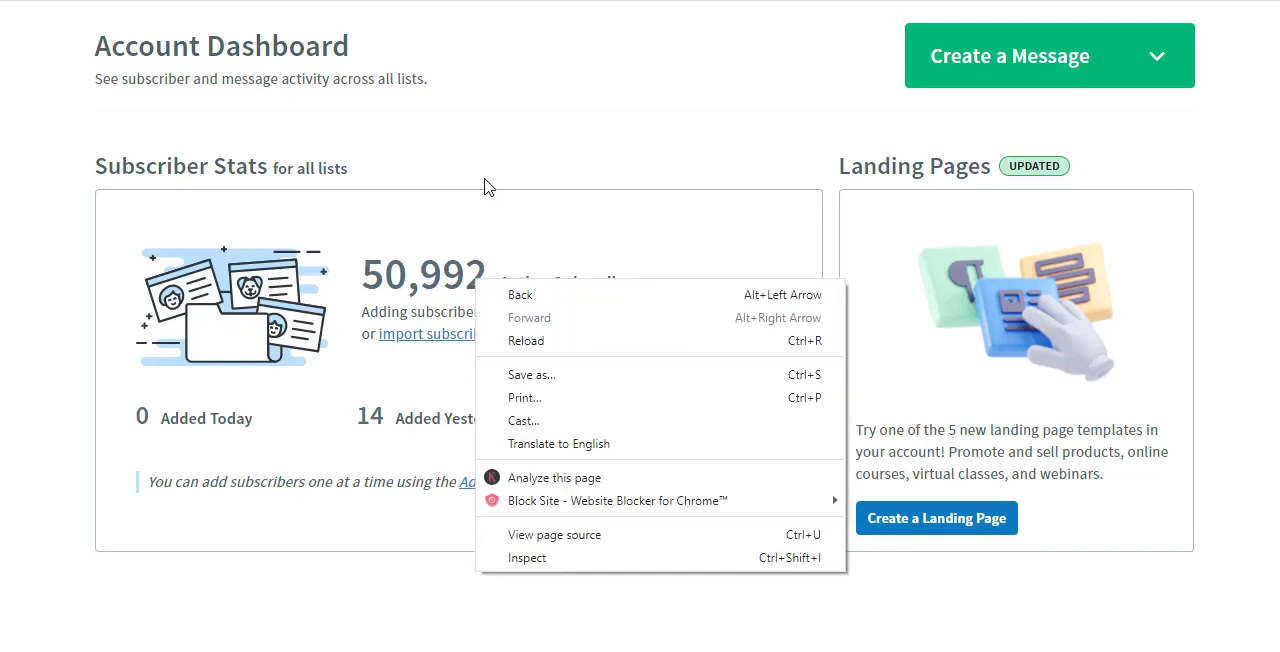 Account Dashboard
Create a Message
See subscriber and message activity across all lists.
Subscriber Stats for all lists
Landing Pages UPDATED
50,992
Adding subscribe
or import subscri
0 Added Today
14 Added Yest
You can add subscribers one at a time using the Ad
Back Alt+Left Arrow
Forward Alt+Right Arrow
Reload Ctrl+R
Save as... Ctrl+S
Print... Ctrl+P
Cast...
Translate to English
Analyze this page
Block Site - Website Blocker for Chrome™
View page source Ctrl+U
Inspect Ctrl+Shift+I
Try one of the 5 new landing page templates in
your account! Promote and sell products, online
courses, virtual classes, and webinars.
Create a Landing Page